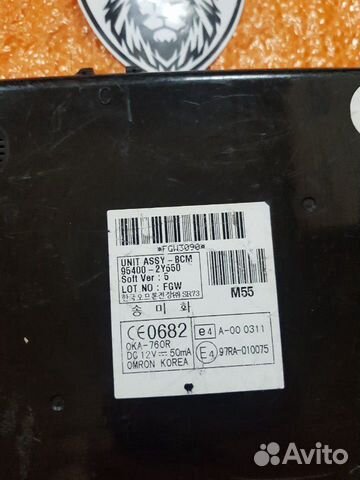 *FGW3090*
UNIT ASSY-BCM
95400-2Y650
Soft Ver : 5
LOT NO : FGW
한국오므론전장㈜ SR73
M55
송미화
CE0682
OKA-760R
DC 12V ⎓ 50mA
OMRON KOREA
e4 A-00 0311
E4 97RA-010075
Avito